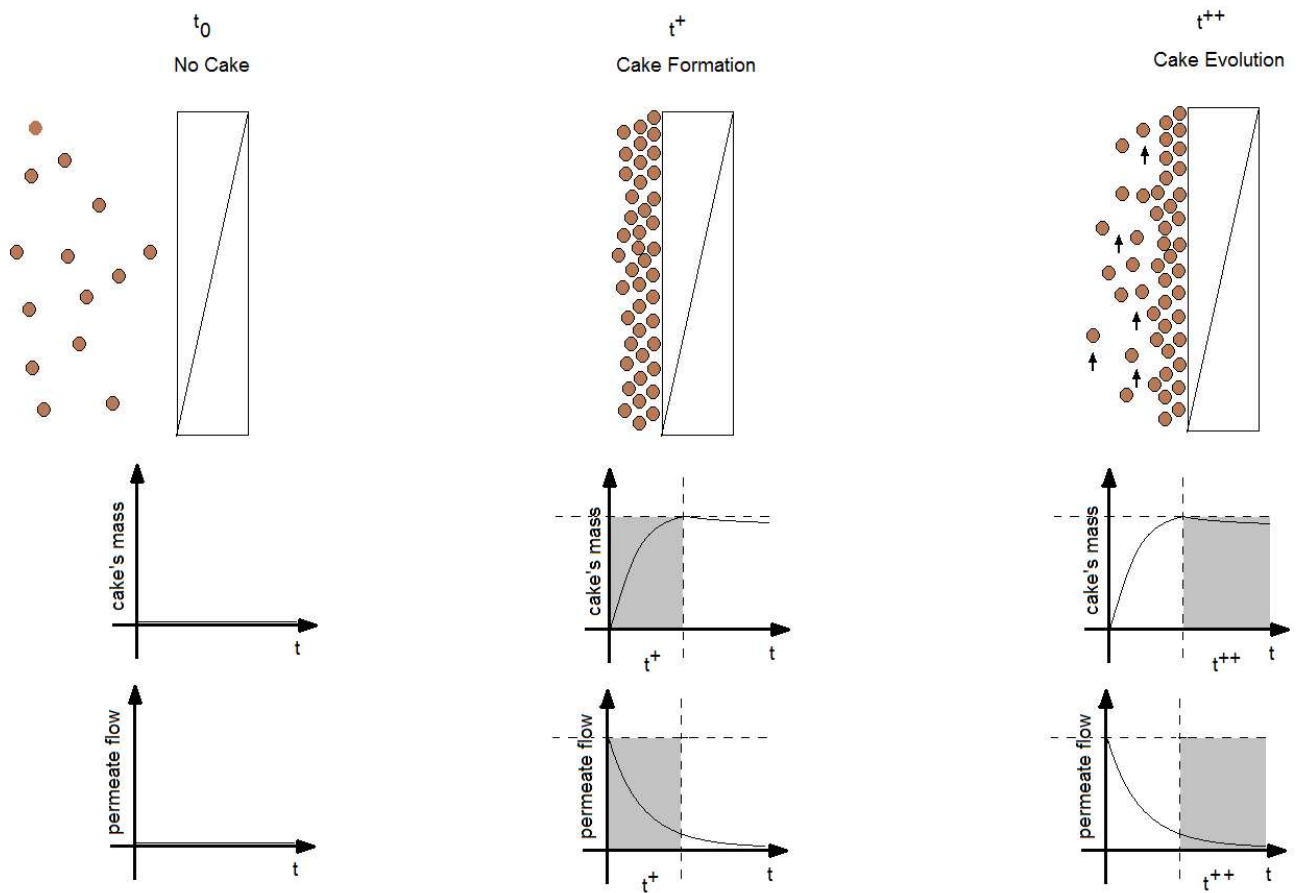 t0
No Cake
t+
Cake Formation
t++
Cake Evolution
cake's mass
t
cake's mass
t+
t
cake's mass
t++
t
permeate flow
t
permeate flow
t+
t
permeate flow
t++
t